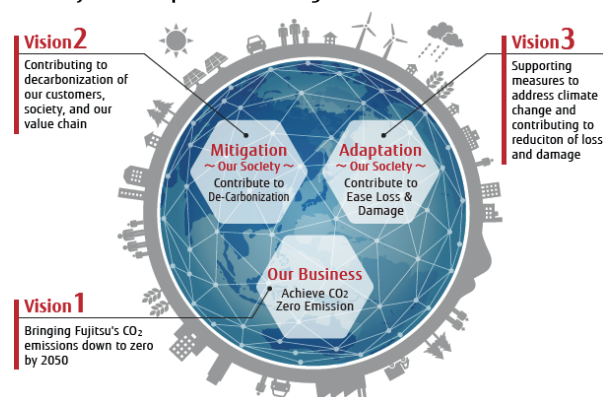 Vision2
Contributing to
decarbonization of
our customers,
society, and our
value chain
Vision3
Supporting
measures to
address climate
change and
contributing to
reduciton of loss
and damage
Mitigation
～Our Society～
Contribute to
De-Carbonization
Adaptation
～Our Society～
Contribute to
Ease Loss &
Damage
Our Business
Achieve CO₂
Zero Emission
Vision1
Bringing Fujitsu's CO₂
emissions down to zero
by 2050